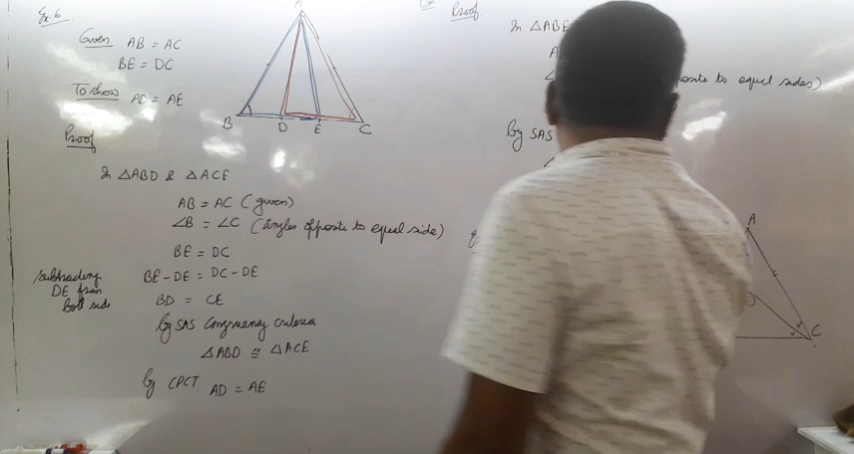 Ex. 6
Given AB = AC
BE = DC
To show AD = AE
Proof
In △ABD & △ACE
AB = AC (given)
∠B = ∠C (Angles opposite to equal side)
BE = DC
subtracting DE from both side
BE - DE = DC - DE
BD = CE
by SAS congruency criteria
△ABD ≅ △ACE
by CPCT AD = AE
A
B D E C
OR Proof
In △ABE
A
∠
to equal sides)
by SAS
∠
A
C